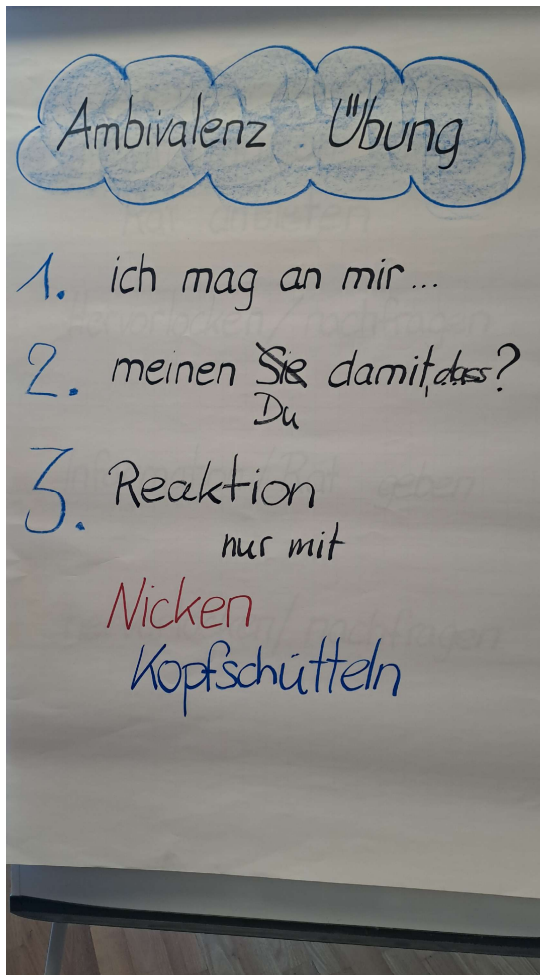 Ambivalenz Übung
1. ich mag an mir...
2. meinen Sie damit, dass?
Du
3. Reaktion
nur mit
Nicken
Kopfschütteln